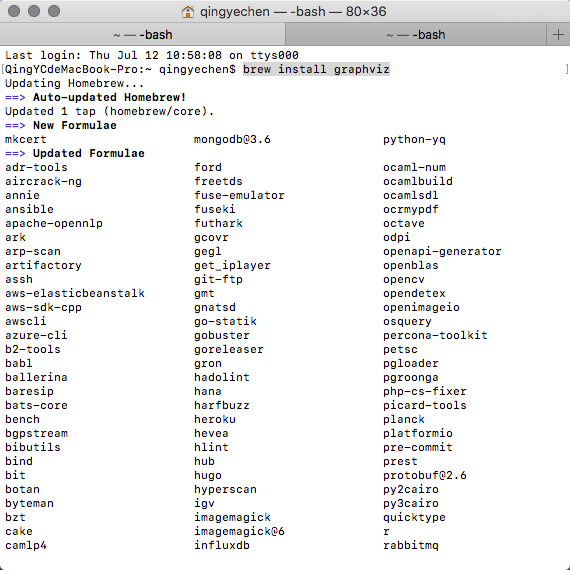 qingyechen — -bash — 80×36
~ — -bash ~ — -bash +
Last login: Thu Jul 12 10:58:08 on ttys000
[QingYCdeMacBook-Pro:~ qingyechen$ brew install graphviz ]
Updating Homebrew...
==> Auto-updated Homebrew!
Updated 1 tap (homebrew/core).
==> New Formulae
mkcert mongodb@3.6 python-yq
==> Updated Formulae
adr-tools ford ocaml-num
aircrack-ng freetds ocamlbuild
annie fuse-emulator ocamlsdl
ansible fuseki ocrmypdf
apache-opennlp futhark octave
ark gcovr odpi
arp-scan gegl openapi-generator
artifactory get_iplayer openblas
assh git-ftp opencv
aws-elasticbeanstalk gmt opendetex
aws-sdk-cpp gnatsd openimageio
awscli go-statik osquery
azure-cli gobuster percona-toolkit
b2-tools goreleaser petsc
babl gron pgloader
ballerina hadolint pgroonga
baresip hana php-cs-fixer
bats-core harfbuzz picard-tools
bench heroku planck
bgpstream hevea platformio
bibutils hlint pre-commit
bind hub prest
bit hugo protobuf@2.6
botan hyperscan py2cairo
byteman igv py3cairo
bzt imagemagick quicktype
cake imagemagick@6 r
camlp4 influxdb rabbitmq